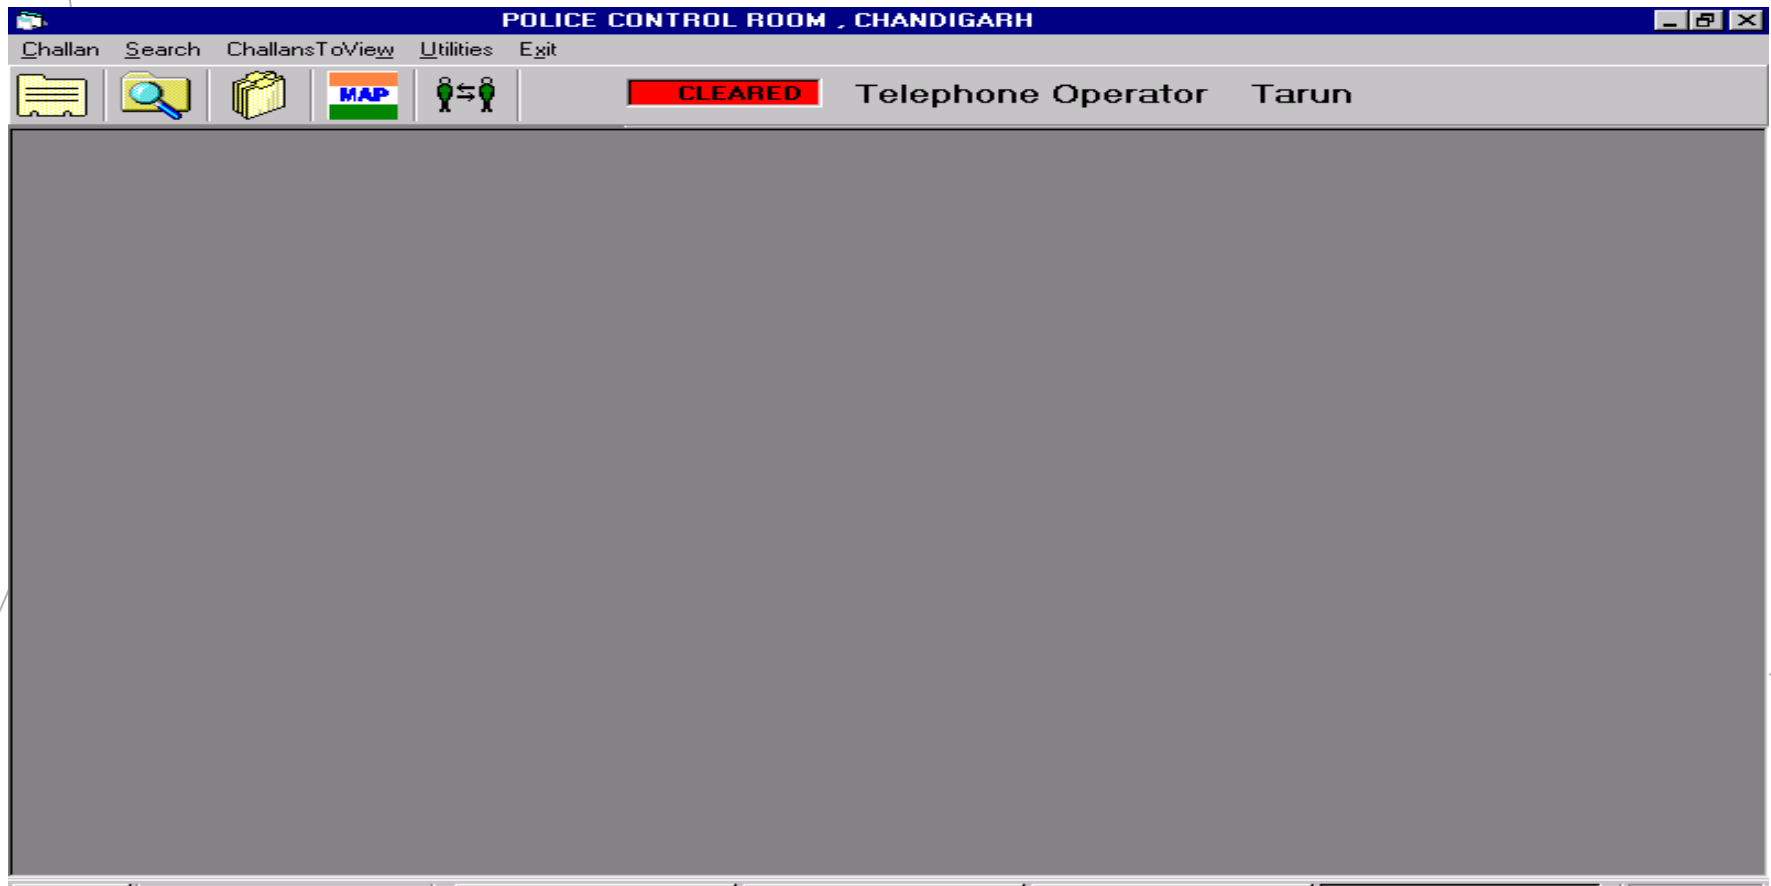 POLICE CONTROL ROOM , CHANDIGARH
Challan Search ChallansToView Utilities Exit
MAP CLEARED Telephone Operator Tarun